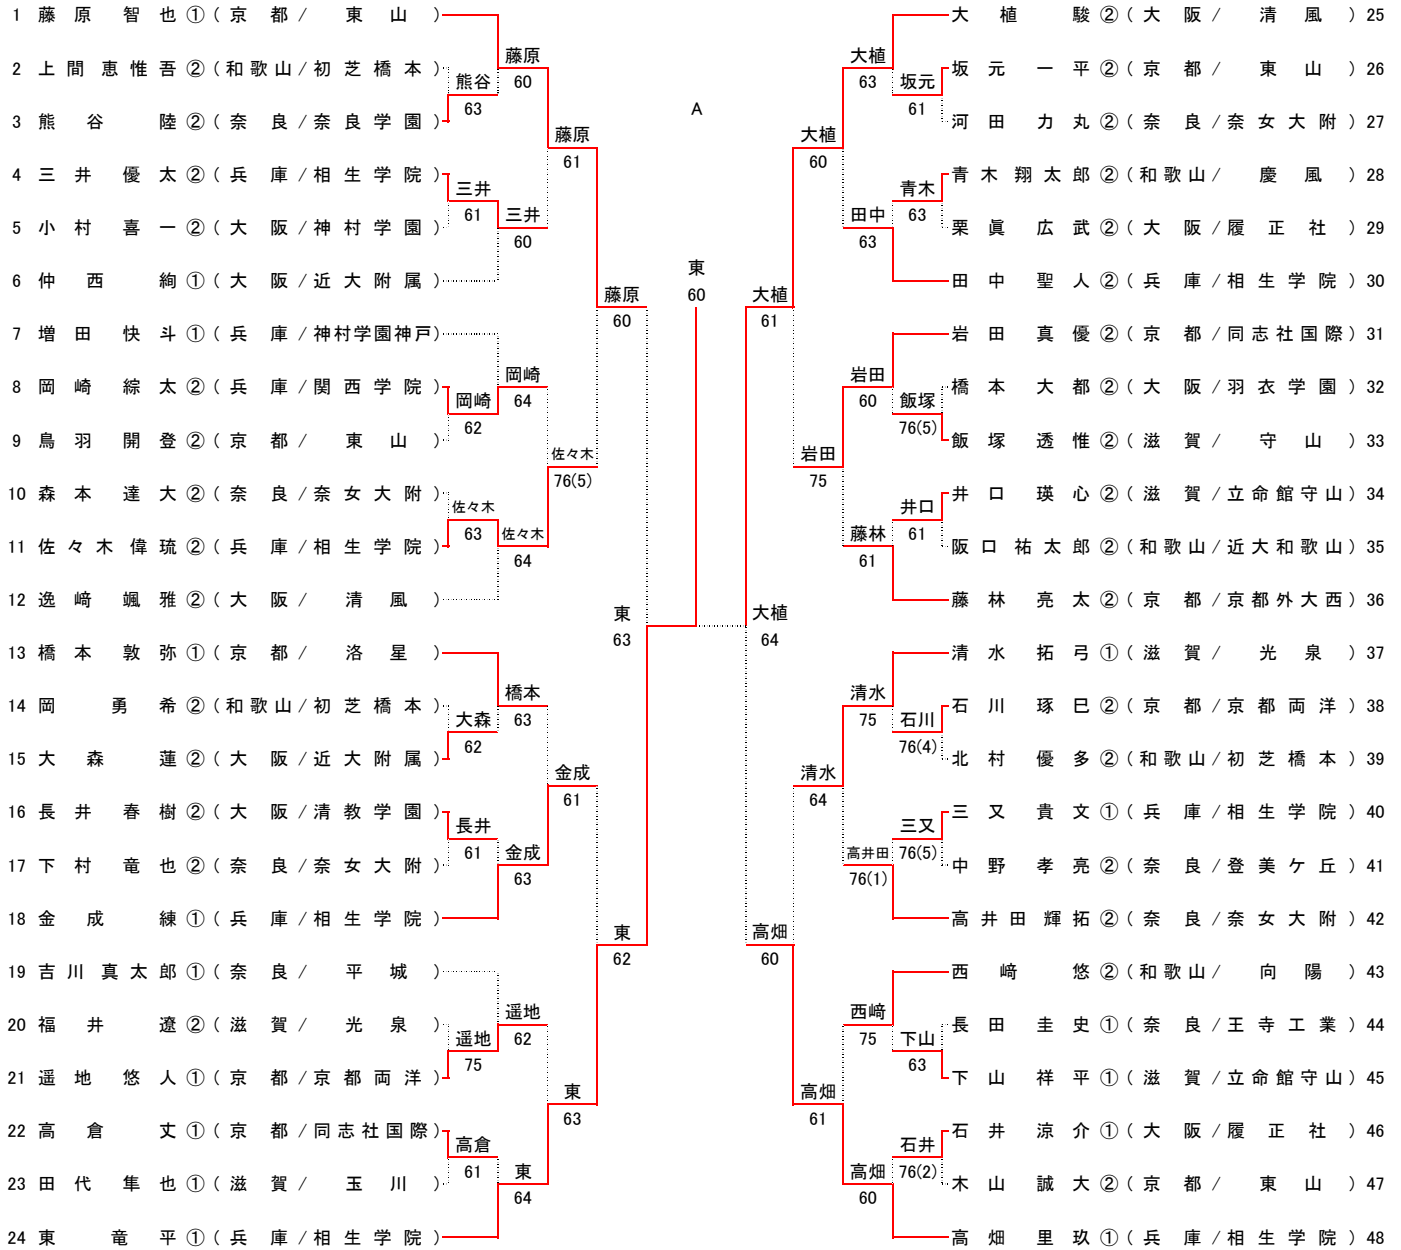 1 藤原智也①(京都/東山)
2 上間恵惟吾②(和歌山/初芝橋本)
3 熊谷陸②(奈良/奈良学園)
4 三井優太②(兵庫/相生学院)
5 小村喜一②(大阪/神村学園)
6 仲西絢①(大阪/近大附属)
7 増田快斗①(兵庫/神村学園神戸)
8 岡崎綜太②(兵庫/関西学院)
9 鳥羽開登②(京都/東山)
10 森本達大②(奈良/奈女大附)
11 佐々木偉琉②(兵庫/相生学院)
12 逸﨑颯雅②(大阪/清風)
13 橋本敦弥①(京都/洛星)
14 岡勇希②(和歌山/初芝橋本)
15 大森蓮②(大阪/近大附属)
16 長井春樹②(大阪/清教学園)
17 下村竜也②(奈良/奈女大附)
18 金成練①(兵庫/相生学院)
19 吉川真太郎①(奈良/平城)
20 福井遼②(滋賀/光泉)
21 遥地悠人①(京都/京都両洋)
22 高倉丈①(京都/同志社国際)
23 田代隼也①(滋賀/玉川)
24 東竜平①(兵庫/相生学院)
熊谷
63
三井
61
岡崎
62
佐々木
63
大森
62
長井
61
遥地
75
高倉
61
藤原
60
三井
60
岡崎
64
佐々木
64
橋本
63
金成
63
遥地
62
東
64
藤原
61
佐々木
76(5)
金成
61
東
63
藤原
60
東
62
東
63
A
東
60
大植
64
大植
61
高畑
60
大植
60
岩田
75
清水
64
高畑
61
大植
63
田中
63
岩田
60
藤林
61
清水
75
高井田
76(1)
西﨑
75
高畑
60
坂元
61
青木
63
飯塚
76(5)
井口
61
石川
76(4)
三又
76(5)
下山
63
石井
76(2)
大植駿②(大阪/清風) 25
坂元一平②(京都/東山) 26
河田力丸②(奈良/奈女大附) 27
青木翔太郎②(和歌山/慶風) 28
栗眞広武②(大阪/履正社) 29
田中聖人②(兵庫/相生学院) 30
岩田真優②(京都/同志社国際) 31
橋本大都②(大阪/羽衣学園) 32
飯塚透惟②(滋賀/守山) 33
井口瑛心②(滋賀/立命館守山) 34
阪口祐太郎②(和歌山/近大和歌山) 35
藤林亮太②(京都/京都外大西) 36
清水拓弓①(滋賀/光泉) 37
石川琢巳②(京都/京都両洋) 38
北村優多②(和歌山/初芝橋本) 39
三又貴文①(兵庫/相生学院) 40
中野孝亮②(奈良/登美ケ丘) 41
高井田輝拓②(奈良/奈女大附) 42
西﨑悠②(和歌山/向陽) 43
長田圭史①(奈良/王寺工業) 44
下山祥平①(滋賀/立命館守山) 45
石井涼介①(大阪/履正社) 46
木山誠大②(京都/東山) 47
高畑里玖①(兵庫/相生学院) 48